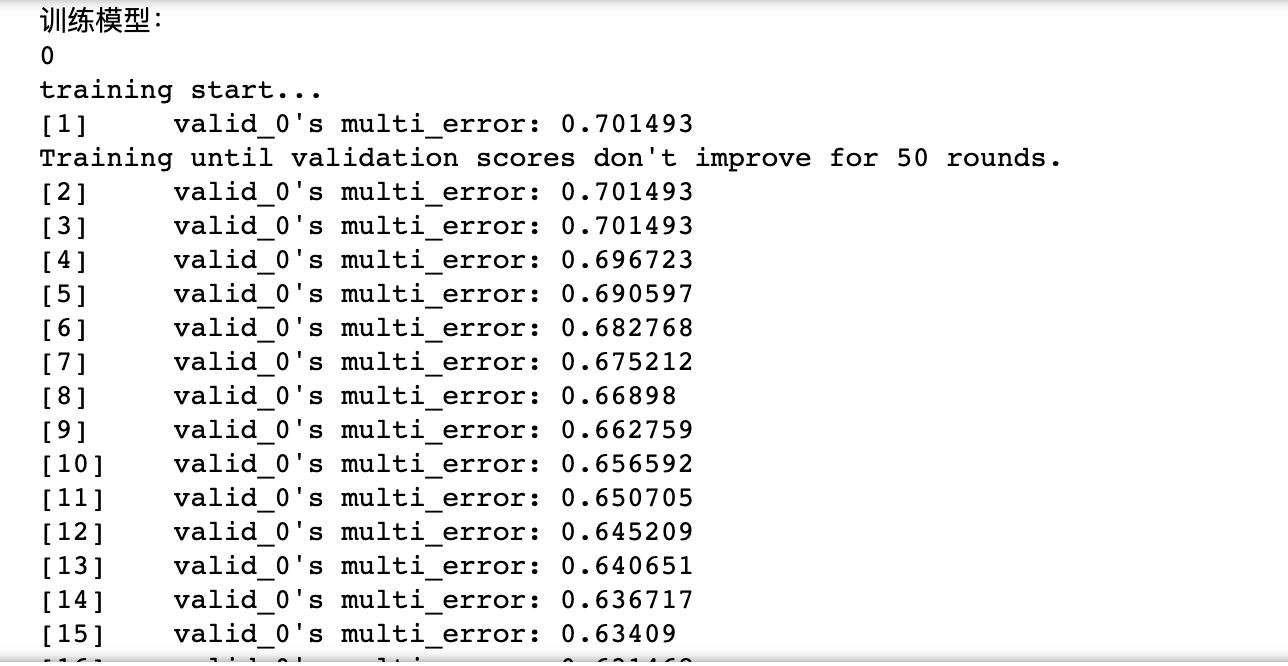 训练模型：
0
training start...
[1]	valid_0's multi_error: 0.701493
Training until validation scores don't improve for 50 rounds.
[2]	valid_0's multi_error: 0.701493
[3]	valid_0's multi_error: 0.701493
[4]	valid_0's multi_error: 0.696723
[5]	valid_0's multi_error: 0.690597
[6]	valid_0's multi_error: 0.682768
[7]	valid_0's multi_error: 0.675212
[8]	valid_0's multi_error: 0.66898
[9]	valid_0's multi_error: 0.662759
[10]	valid_0's multi_error: 0.656592
[11]	valid_0's multi_error: 0.650705
[12]	valid_0's multi_error: 0.645209
[13]	valid_0's multi_error: 0.640651
[14]	valid_0's multi_error: 0.636717
[15]	valid_0's multi_error: 0.63409